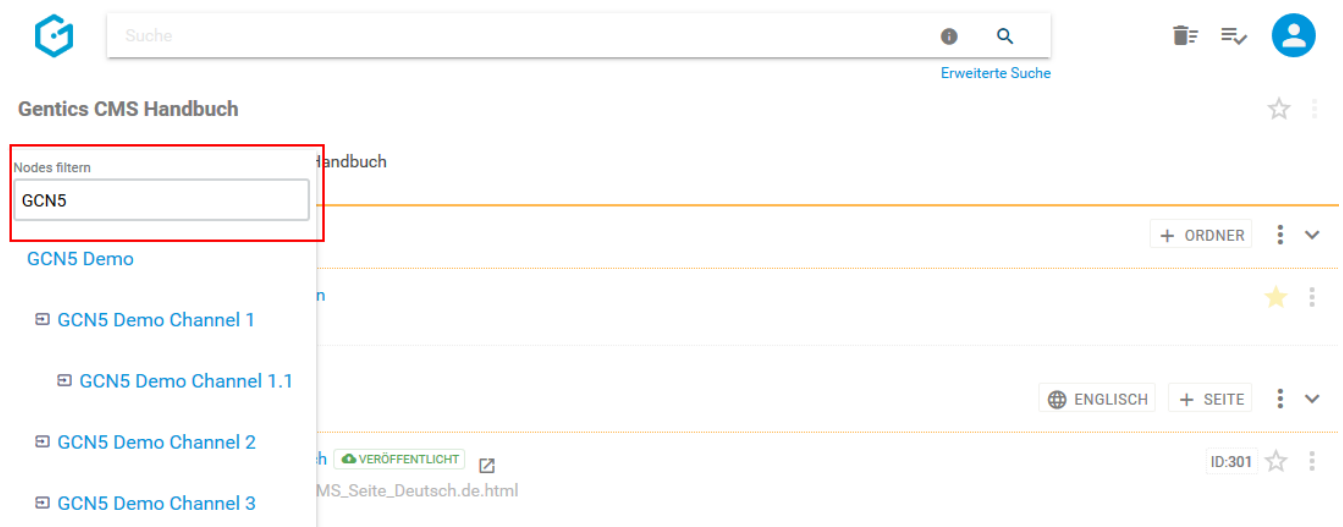 Suche
Erweiterte Suche
Gentics CMS Handbuch
Handbuch
Nodes filtern
GCN5
+ ORDNER
GCN5 Demo
n
GCN5 Demo Channel 1
GCN5 Demo Channel 1.1
ENGLISCH + SEITE
GCN5 Demo Channel 2
h VERÖFFENTLICHT ID:301
MS_Seite_Deutsch.de.html
GCN5 Demo Channel 3